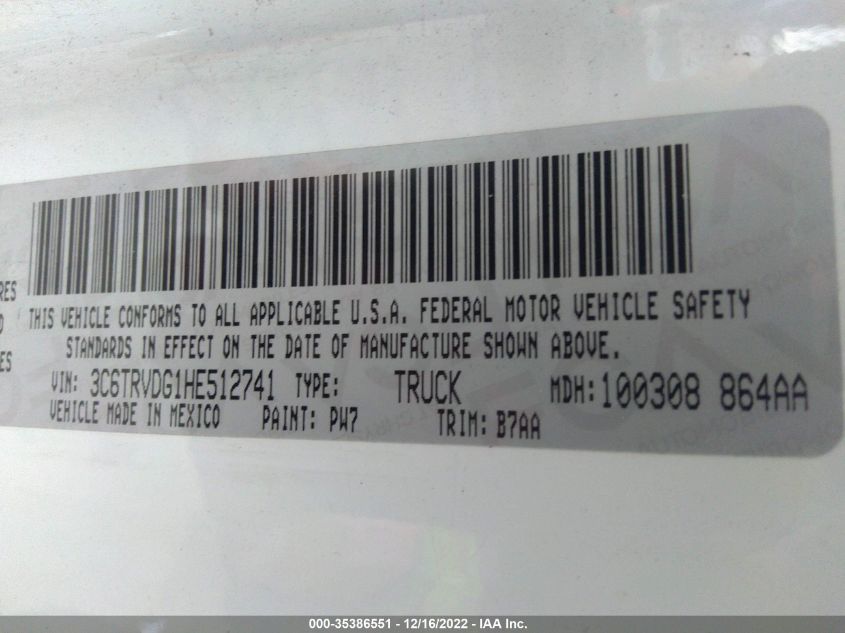 RES
THIS VEHICLE CONFORMS TO ALL APPLICABLE U.S.A. FEDERAL MOTOR VEHICLE SAFETY
STANDARDS IN EFFECT ON THE DATE OF MANUFACTURE SHOWN ABOVE.
ES
VIN: 3C6TRVDG1HE512741 TYPE: TRUCK MDH: 100308 864AA
VEHICLE MADE IN MEXICO PAINT: PW7 TRIM: B7AA
000-35386551 - 12/16/2022 - IAA Inc.